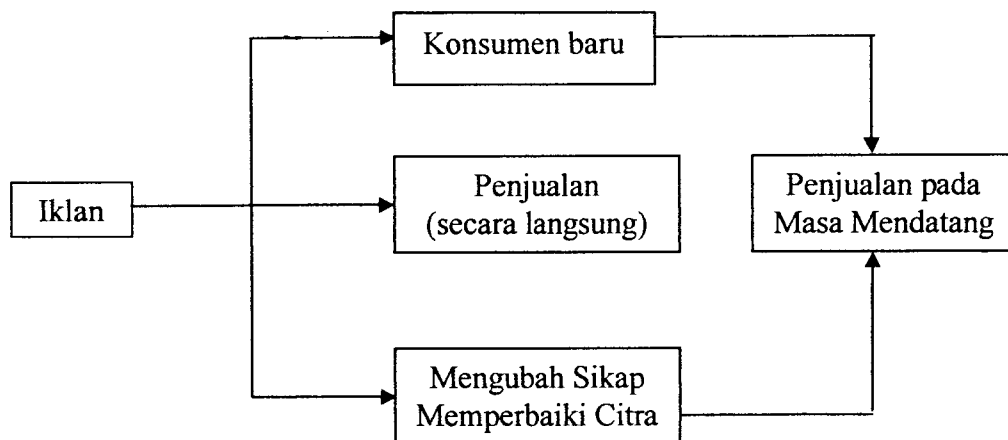 Konsumen baru
Iklan
Penjualan
(secara langsung)
Penjualan pada
Masa Mendatang
Mengubah Sikap
Memperbaiki Citra